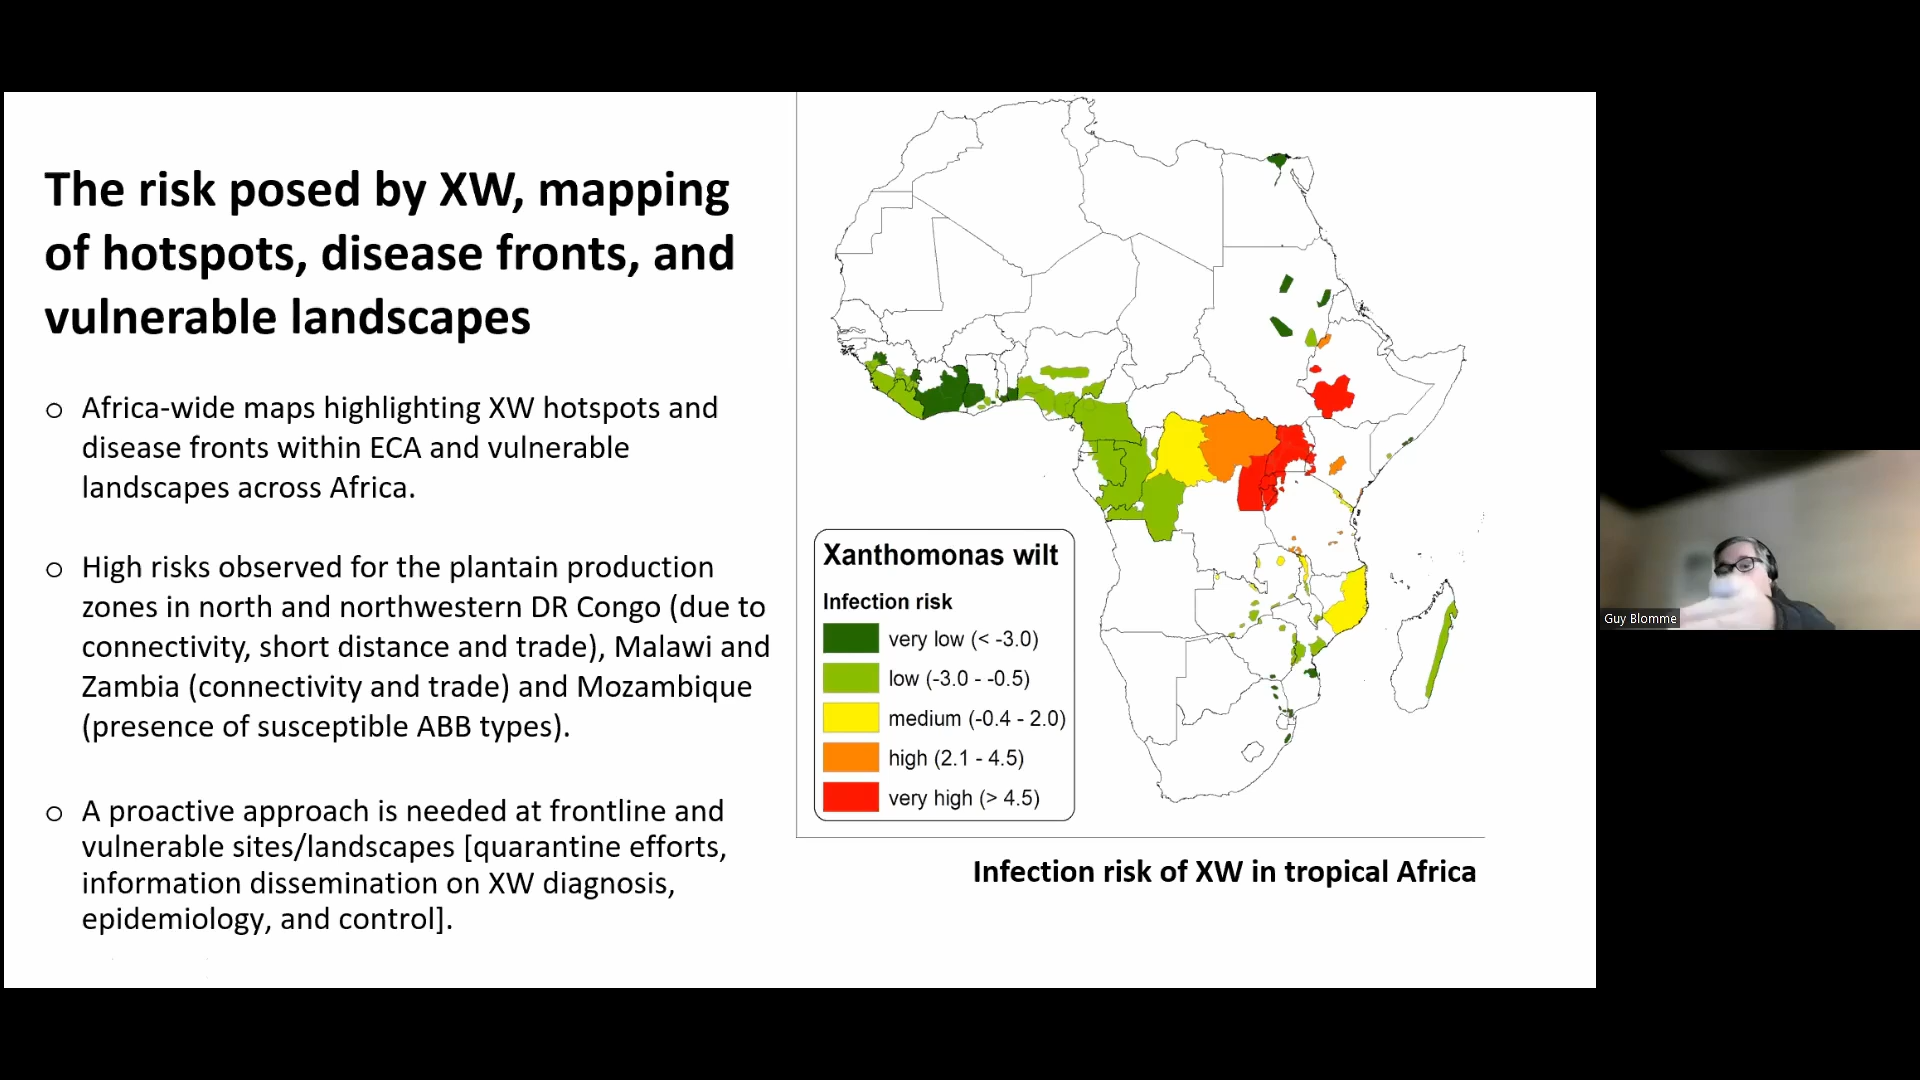 The risk posed by XW, mapping
of hotspots, disease fronts, and
vulnerable landscapes
o Africa-wide maps highlighting XW hotspots and
disease fronts within ECA and vulnerable
landscapes across Africa.
o High risks observed for the plantain production
zones in north and northwestern DR Congo (due to
connectivity, short distance and trade), Malawi and
Zambia (connectivity and trade) and Mozambique
(presence of susceptible ABB types).
o A proactive approach is needed at frontline and
vulnerable sites/landscapes [quarantine efforts,
information dissemination on XW diagnosis,
epidemiology, and control].
Xanthomonas wilt
Infection risk
very low (< -3.0)
low (-3.0 - -0.5)
medium (-0.4 - 2.0)
high (2.1 - 4.5)
very high (> 4.5)
Infection risk of XW in tropical Africa
Guy Blomme